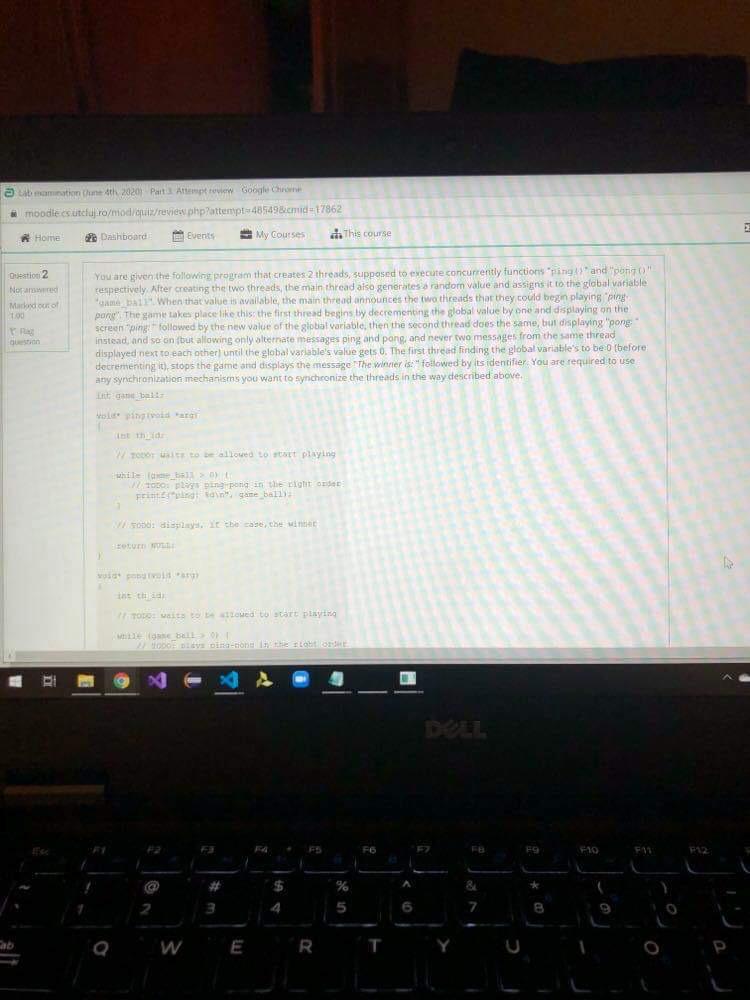 Lab examination (June 4th, 2020) - Part 3: Attempt review - Google Chrome
moodle.cs.utcluj.ro/mod/quiz/review.php?attempt=48549&cmid=17862
Home Dashboard Events My Courses This course
Question 2
Not answered
Marked out of
1.00
Flag
question
You are given the following program that creates 2 threads, supposed to execute concurrently functions "ping()" and "pong()"
respectively. After creating the two threads, the main thread also generates a random value and assigns it to the global variable
"game_ball". When that value is available, the main thread announces the two threads that they could begin playing "ping-
pong". The game takes place like this: the first thread begins by decrementing the global value by one and displaying on the
screen "ping: " followed by the new value of the global variable, then the second thread does the same, but displaying "pong: "
instead, and so on (but allowing only alternate messages ping and pong, and never two messages from the same thread
displayed next to each other) until the global variable's value gets 0. The first thread finding the global variable's to be 0 (before
decrementing it), stops the game and displays the message "The winner is: " followed by its identifier. You are required to use
any synchronization mechanisms you want to synchronize the threads in the way described above.
int game_ball;
void* ping(void *arg)
{
int th_id;
// TODO: waits to be allowed to start playing
while (game_ball > 0) {
// TODO: plays ping-pong in the right order
printf("ping: %d\n", game_ball);
}
// TODO: displays, if the case, the winner
return NULL;
}
void* pong(void *arg)
{
int th_id;
// TODO: waits to be allowed to start playing
while (game_ball > 0) {
// TODO: plays ping-pong in the right order
DELL
Esc F1 F2 F3 F4 F5 F6 F7 F8 F9 F10 F11 F12
~ ! @ # $ % ^ & * ( ) _
` 1 2 3 4 5 6 7 8 9 0 -
Tab Q W E R T Y U I O P